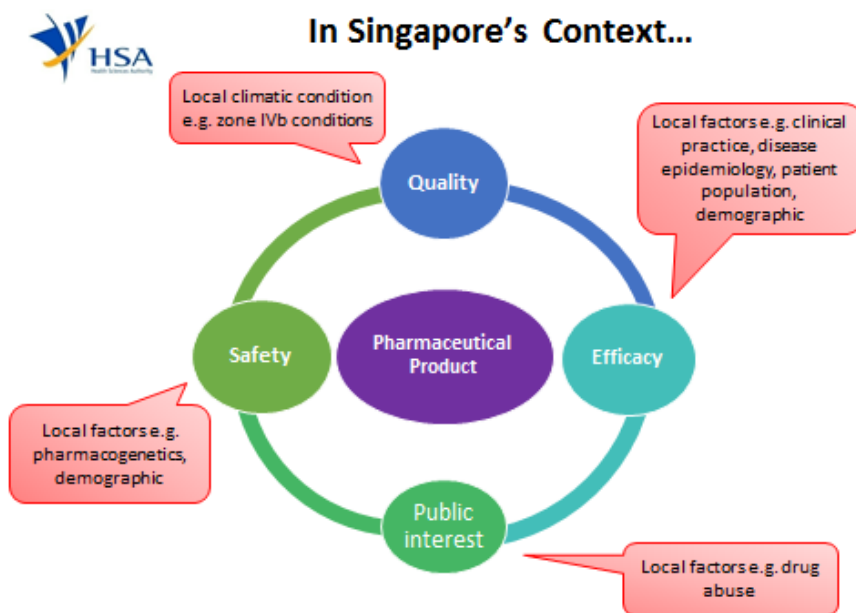 In Singapore's Context...
HSA
Health Sciences Authority
Local climatic condition
e.g. zone IVb conditions
Local factors e.g. clinical
practice, disease
epidemiology, patient
population,
demographic
Quality
Safety
Pharmaceutical
Product
Efficacy
Local factors e.g.
pharmacogenetics,
demographic
Public
interest
Local factors e.g. drug
abuse